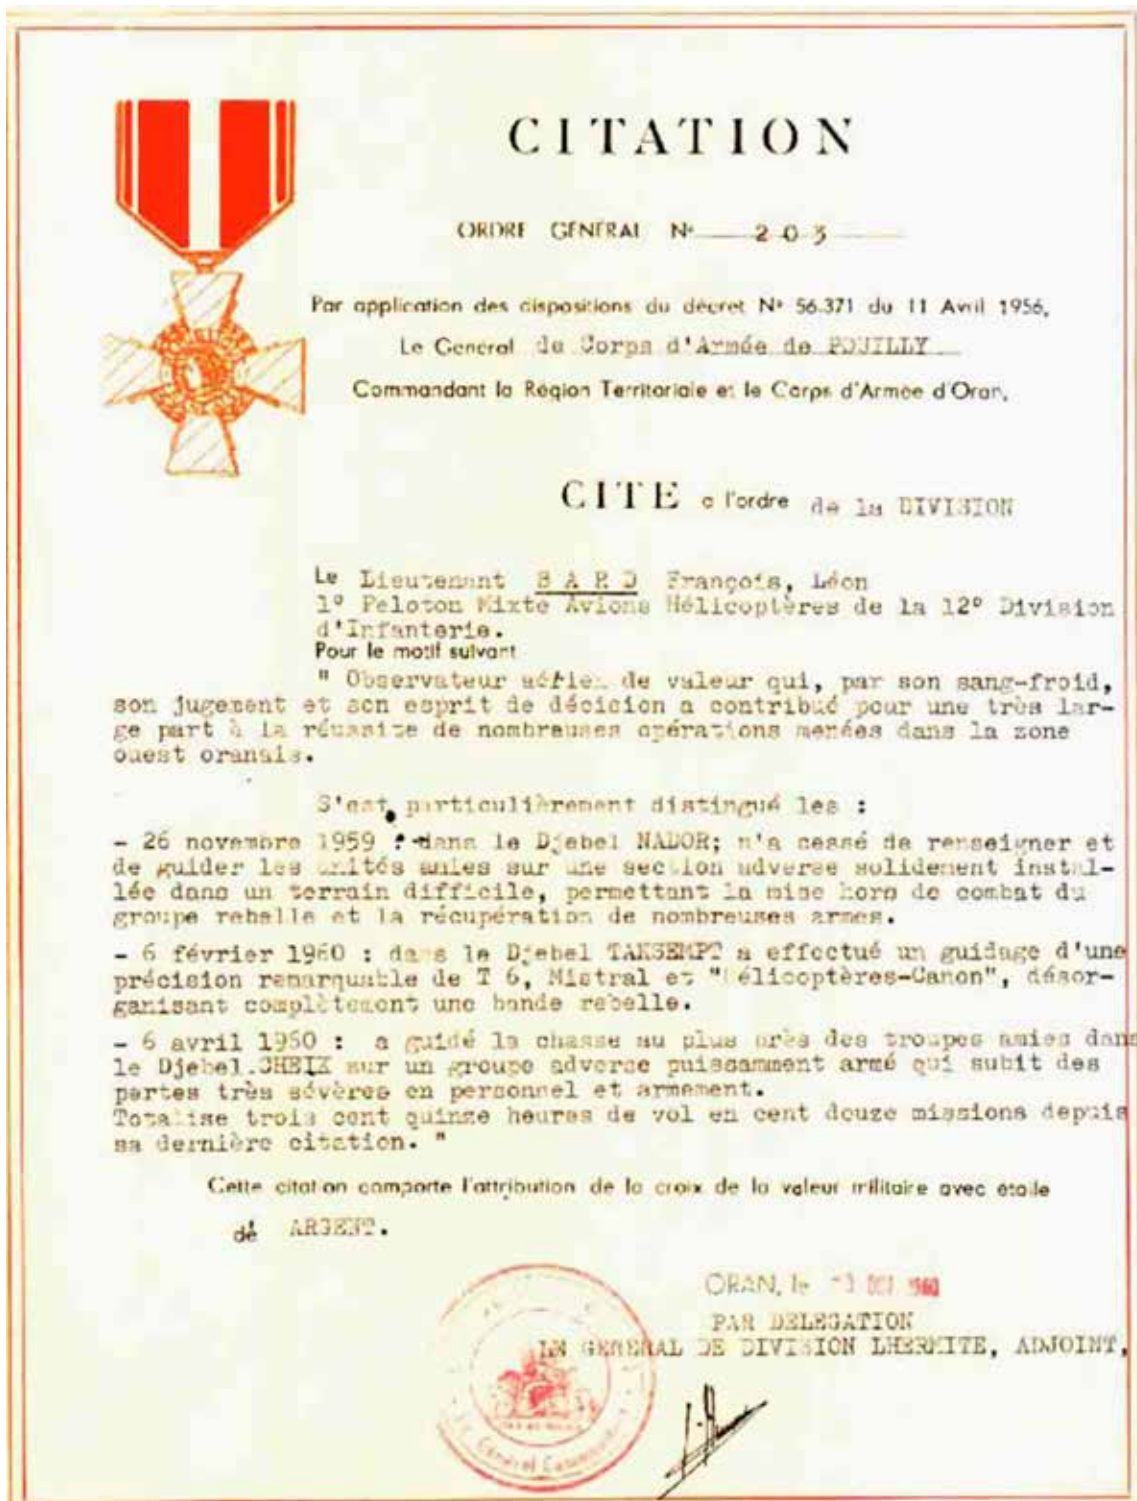 CITATION
ORDRE GENERAL N° 203
Par application des dispositions du décret N° 56.371 du 11 Avril 1956,
Le Général de Corps d'Armée de POUILLY
Commandant la Région Territoriale et le Corps d'Armée d'Oran,
CITE a l'ordre de la DIVISION
Le Lieutenant BARD François, Léon
1° Peloton Mixte Avions Hélicoptères de la 12° Division
d'Infanterie.
Pour le motif suivant
" Observateur aérien de valeur qui, par son sang-froid,
son jugement et son esprit de décision a contribué pour une très lar-
ge part à la réussite de nombreuses opérations menées dans la zone
ouest oranais.
S'est particulièrement distingué les :
- 26 novembre 1959 : dans le Djebel NADOR; n'a cessé de renseigner et
de guider les unités amies sur une section adverse solidement instal-
lée dans un terrain difficile, permettant la mise hors de combat du
groupe rebelle et la récupération de nombreuses armes.
- 6 février 1960 : dans le Djebel a effectué un guidage d'une
précision remarquable de T 6, Mistral et "Hélicoptères-Canon", désor-
ganisant complètement une bande rebelle.
- 6 avril 1960 : a guidé la chasse au plus près des troupes amies dans
le Djebel CHEIK sur un groupe adverse puissamment armé qui subit des
pertes très sévères en personnel et armement.
Totalise trois cent quinze heures de vol en cent douze missions depuis
sa dernière citation. "
Cette citation comporte l'attribution de la croix de la valeur militaire avec étoile
dé ARGENT.
ORAN, le 1960
PAR DELEGATION
LE GENERAL DE DIVISION LHERMITE, ADJOINT,
Général